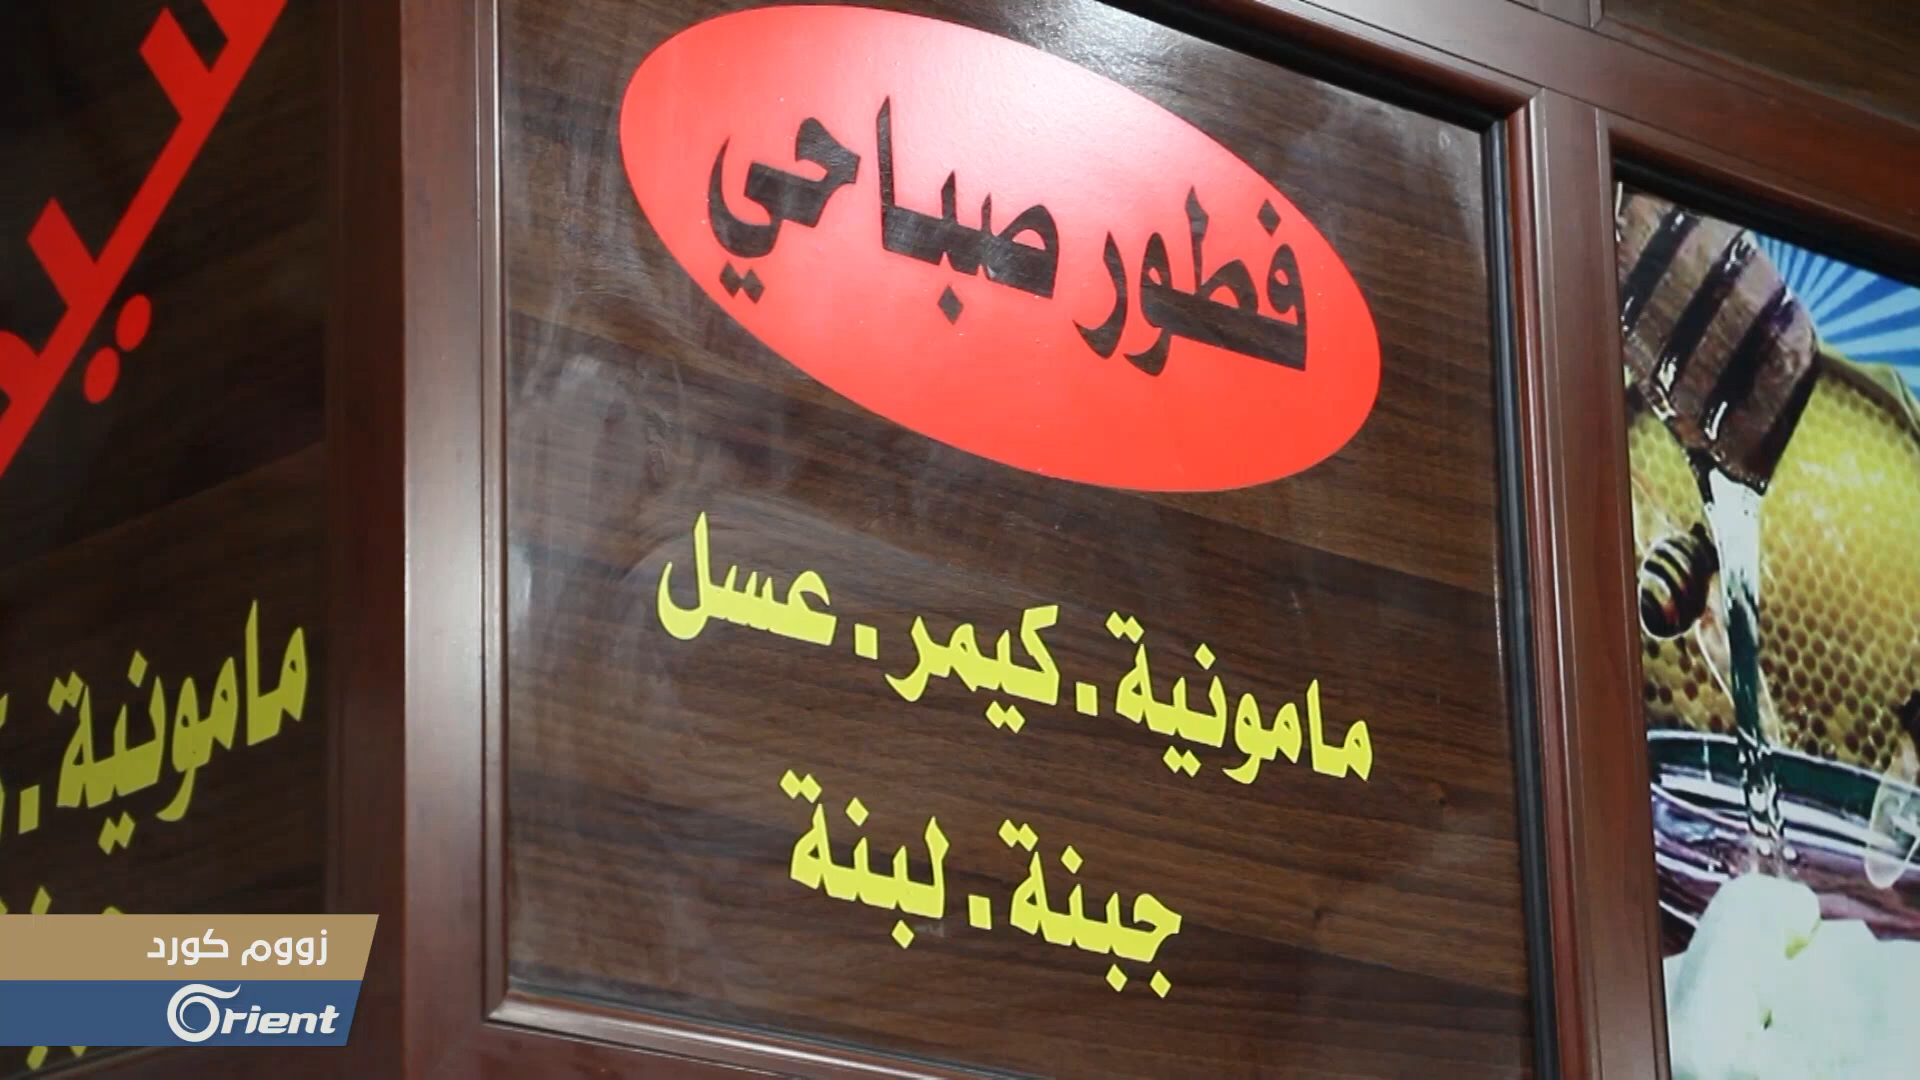 فطور صباحي
مامونية.كيمر.عسل
جبنة.لبنة
مامونية.
زووم كورد
Orient